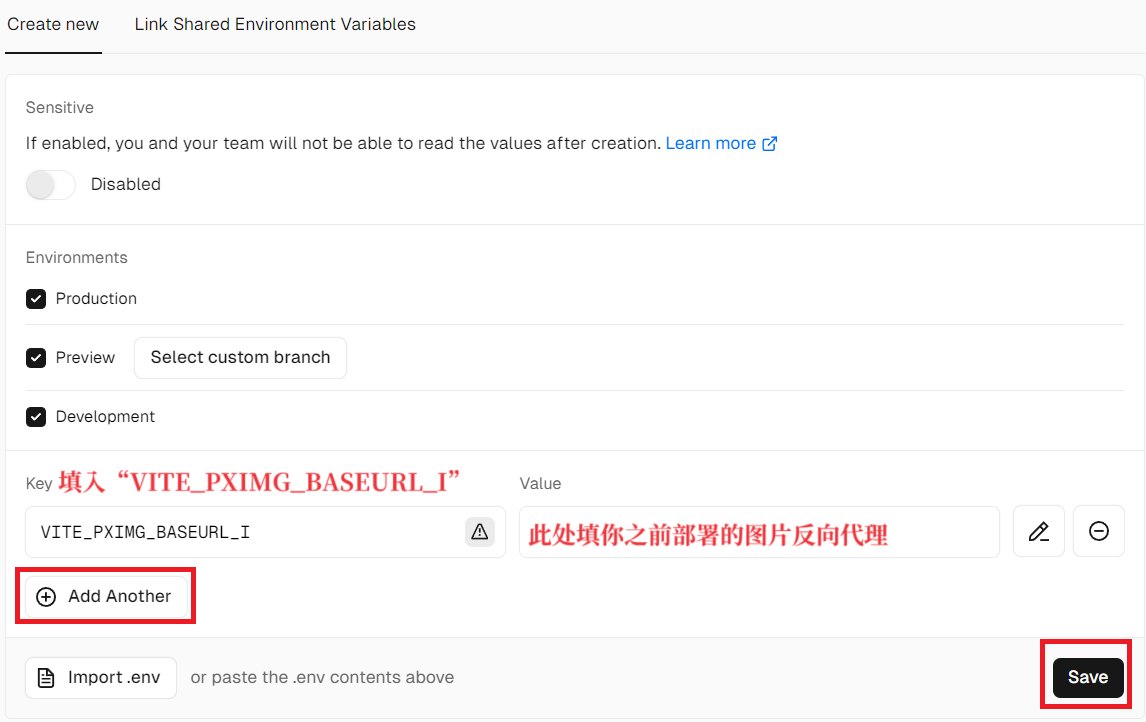 Create new Link Shared Environment Variables
Sensitive
If enabled, you and your team will not be able to read the values after creation. Learn more
Disabled
Environments
Production
Preview Select custom branch
Development
Key 填入“VITE_PXIMG_BASEURL_I” Value
VITE_PXIMG_BASEURL_I 此处填你之前部署的图片反向代理
Add Another
Import .env or paste the .env contents above Save